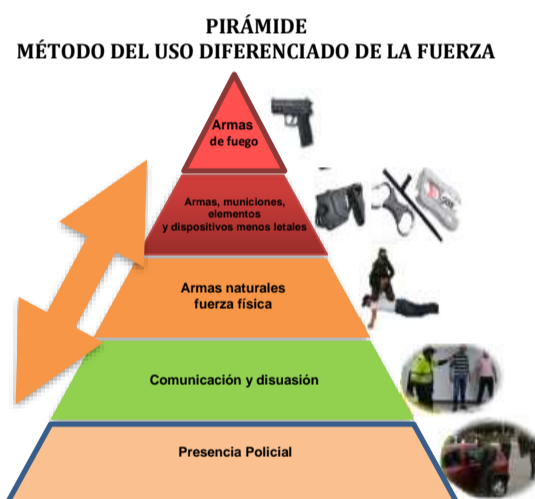 PIRÁMIDE
MÉTODO DEL USO DIFERENCIADO DE LA FUERZA
Armas
de fuego
Armas, municiones,
elementos
y dispositivos menos letales
Armas naturales
fuerza física
Comunicación y disuasión
Presencia Policial